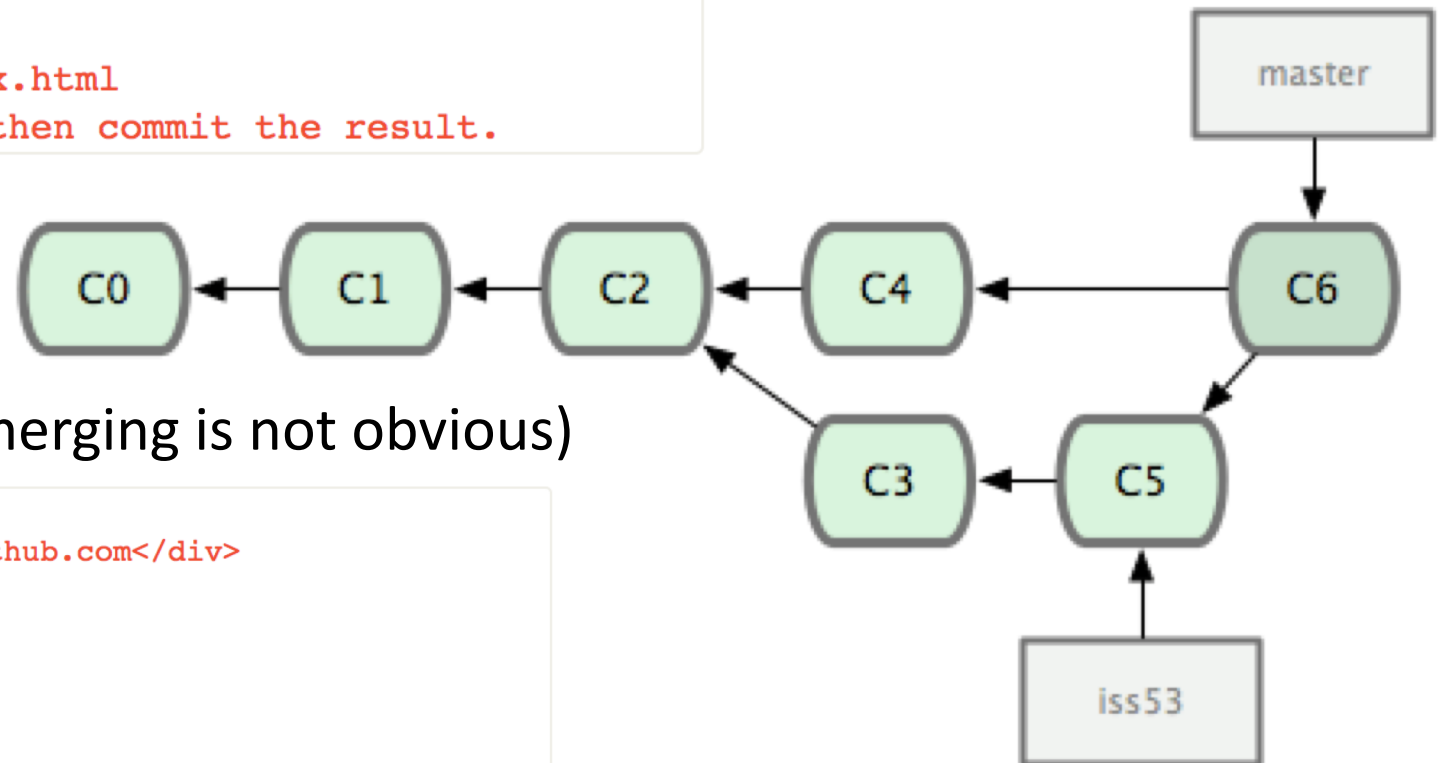 x.html
then commit the result.
master
C0
C1
C2
C4
C6
merging is not obvious)
C3
C5
hub.com</div>
iss53